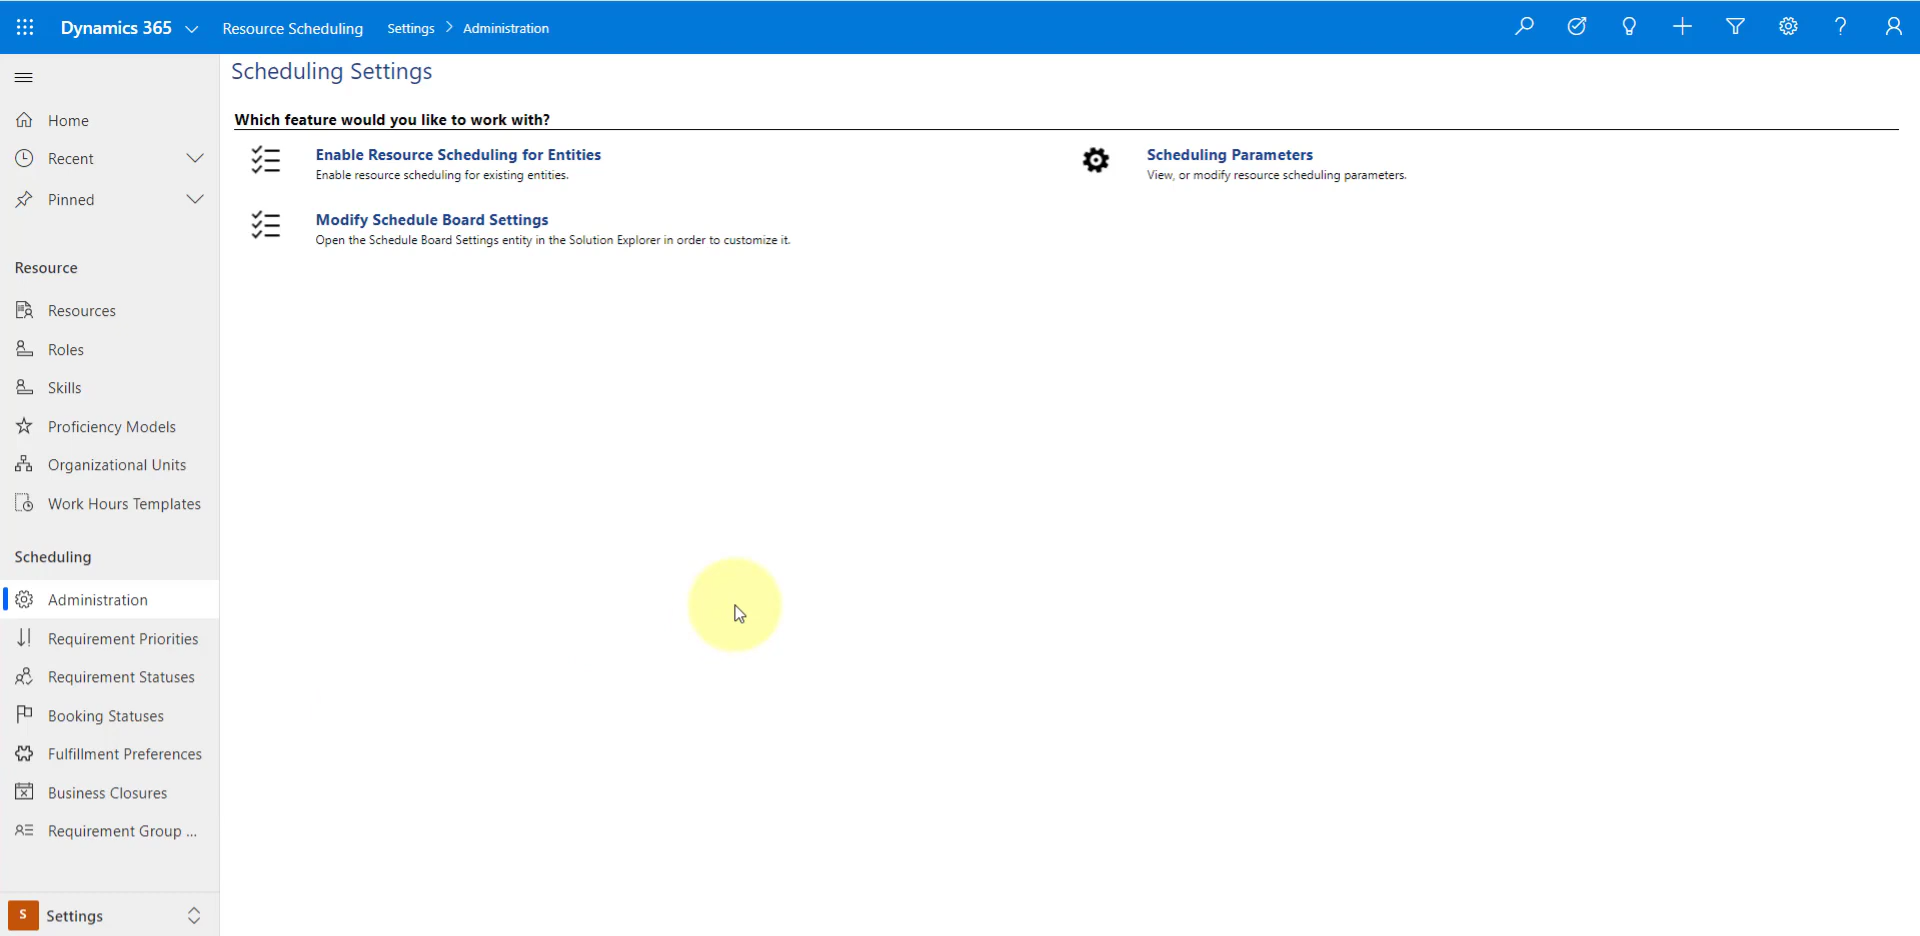 Dynamics 365
Resource Scheduling
Settings
Administration
Scheduling Settings
Home
Recent
Pinned
Resource
Resources
Roles
Skills
Proficiency Models
Organizational Units
Work Hours Templates
Scheduling
Administration
Requirement Priorities
Requirement Statuses
Booking Statuses
Fulfillment Preferences
Business Closures
Requirement Group ...
S
Settings
Which feature would you like to work with?
Enable Resource Scheduling for Entities
Enable resource scheduling for existing entities.
Scheduling Parameters
View, or modify resource scheduling parameters.
Modify Schedule Board Settings
Open the Schedule Board Settings entity in the Solution Explorer in order to customize it.